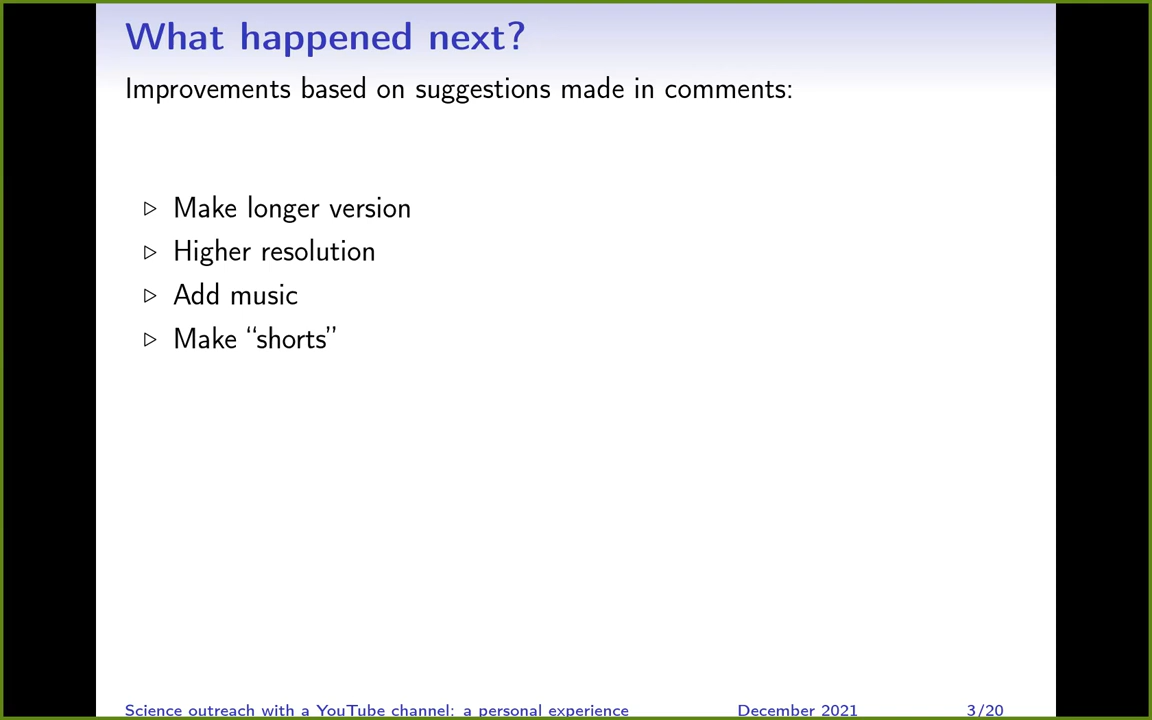 What happened next?
Improvements based on suggestions made in comments:
▷ Make longer version
▷ Higher resolution
▷ Add music
▷ Make “shorts”
Science outreach with a YouTube channel: a personal experience December 2021 3/20